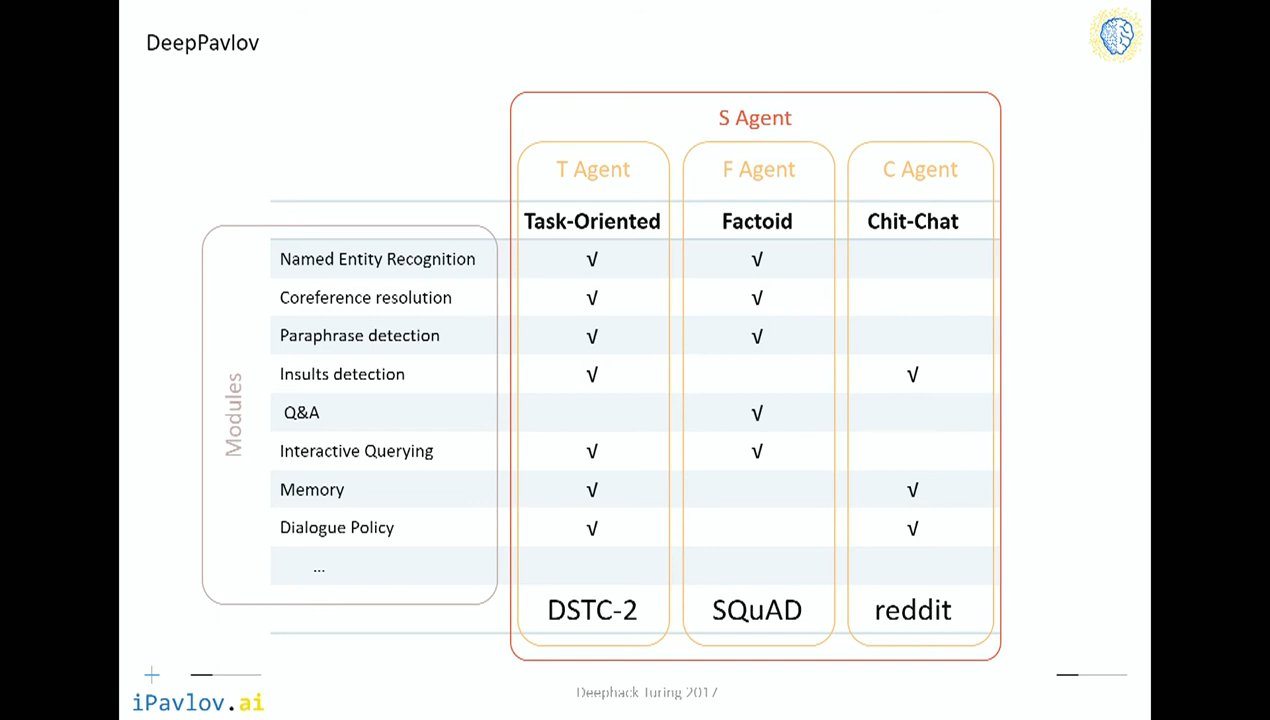 DeepPavlov
S Agent
T Agent F Agent C Agent
Task-Oriented Factoid Chit-Chat
Modules
Named Entity Recognition √ √
Coreference resolution √ √
Paraphrase detection √ √
Insults detection √ √
Q&A √
Interactive Querying √ √
Memory √ √
Dialogue Policy √ √
...
DSTC-2 SQuAD reddit
iPavlov.ai
Deephack Turing 2017